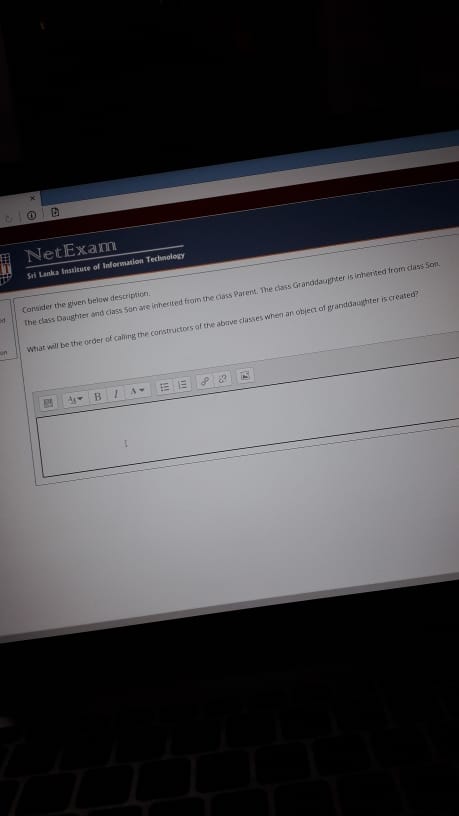 NetExam
Sri Lanka Institute of Information Technology
Consider the given below description.
The class Daughter and class Son are inherited from the class Parent. The class Granddaughter is inherited from class Son.
What will be the order of calling the constructors of the above classes when an object of granddaughter is created?
B I A